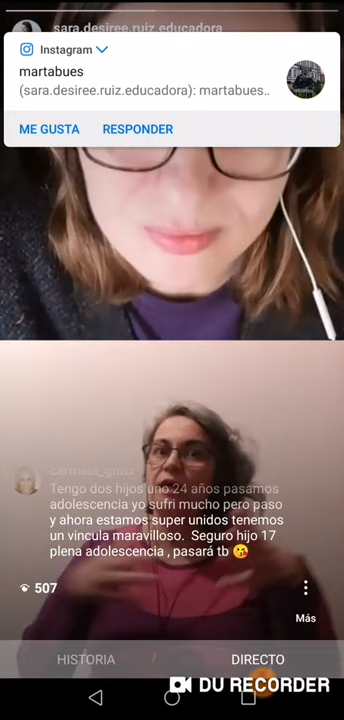 sara.desiree.ruiz.educadora
Instagram
martabues
(sara.desiree.ruiz.educadora): martabues..
ME GUSTA RESPONDER
Tengo dos hijos uno 24 años pasamos
adolescencia yo sufri mucho pero paso
y ahora estamos super unidos tenemos
un vincula maravilloso. Seguro hijo 17
plena adolescencia , pasará tb 😘
507
Más
HISTORIA / DIRECTO
DU RECORDER